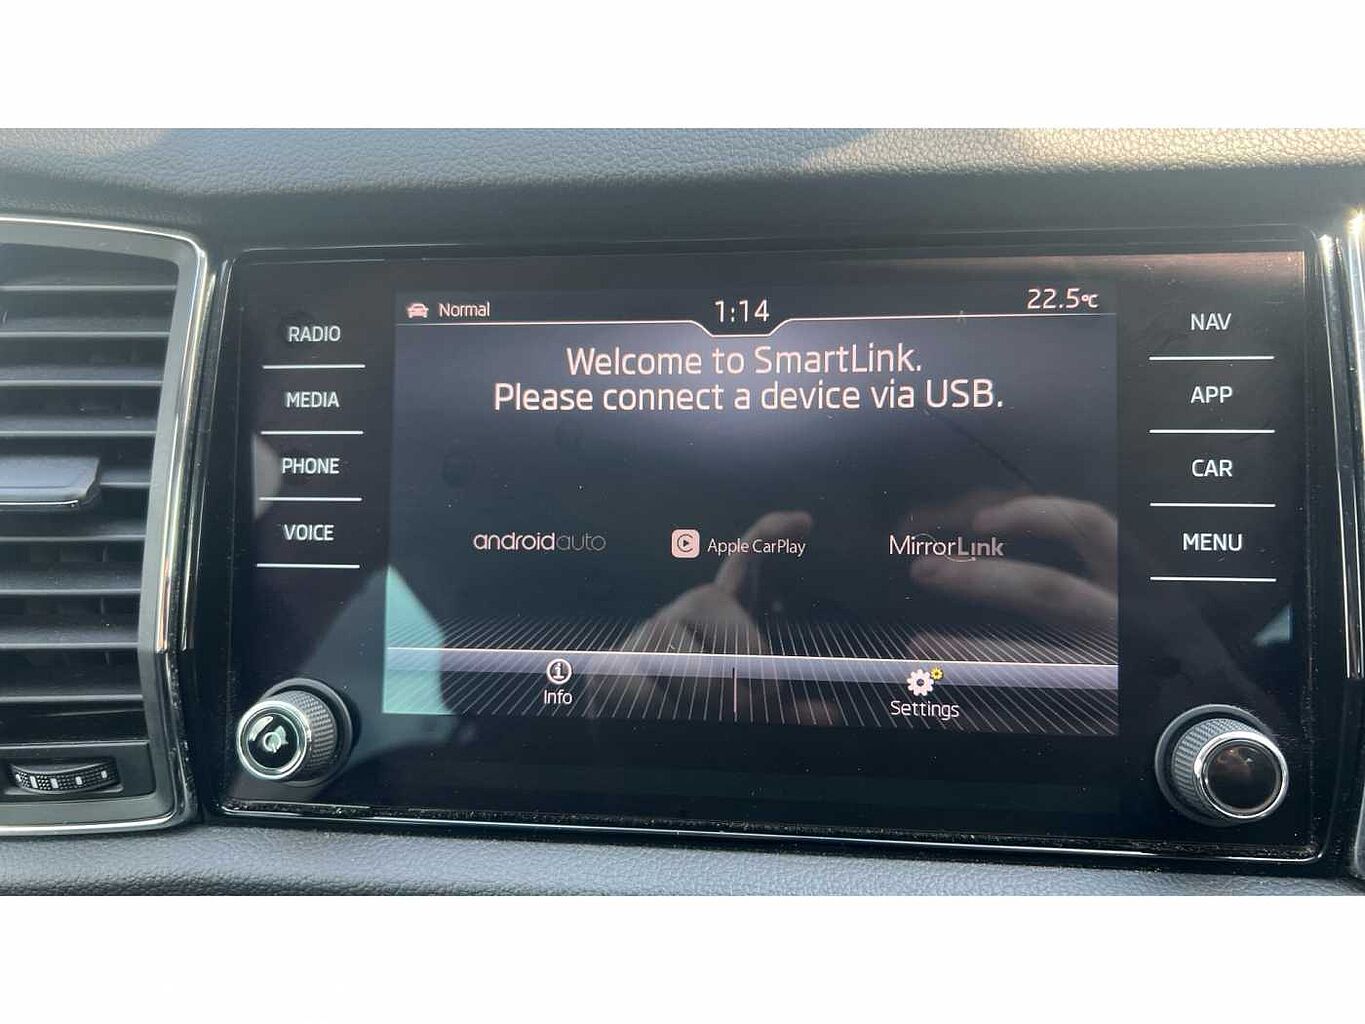 Normal
1:14
22.5°C
RADIO
MEDIA
PHONE
VOICE
Welcome to SmartLink.
Please connect a device via USB.
androidauto
Apple CarPlay
MirrorLink
Info
Settings
NAV
APP
CAR
MENU